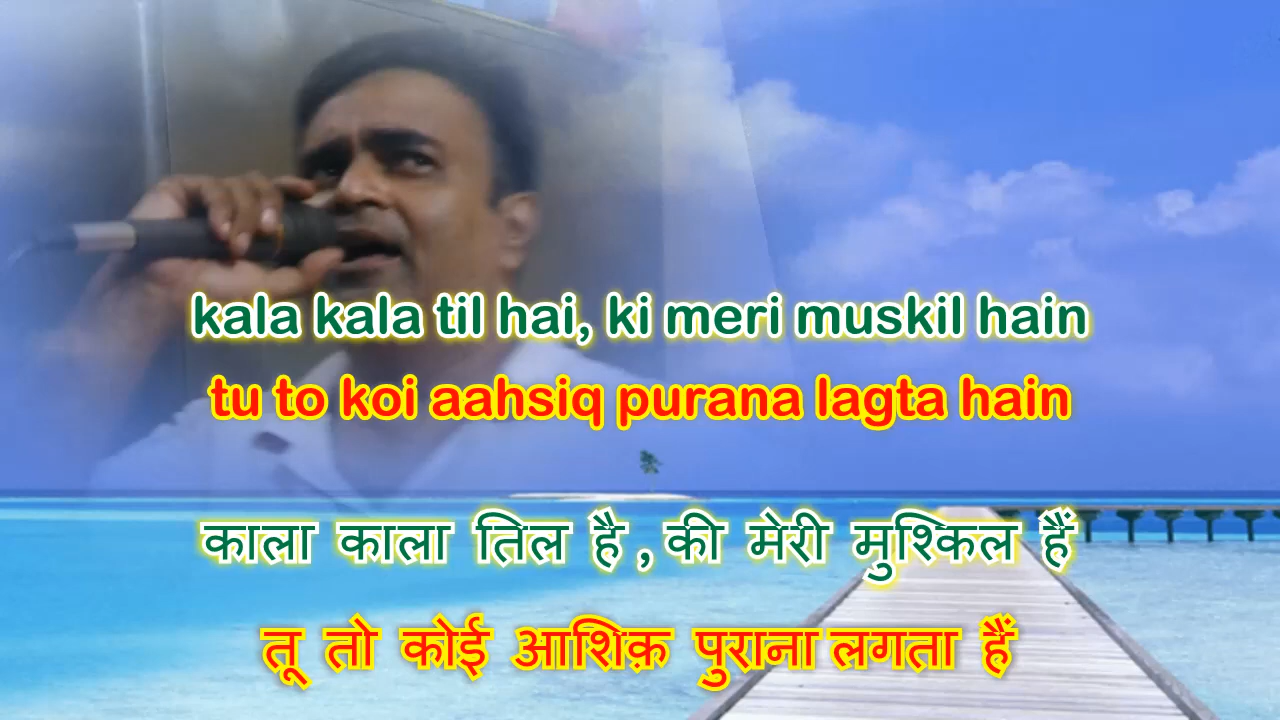 kala kala til hai, ki meri muskil hain
tu to koi aahsiq purana lagta hain
काला काला तिल है , की मेरी मुश्किल हैं
तू तो कोई आशिक़ पुराना लगता हैं